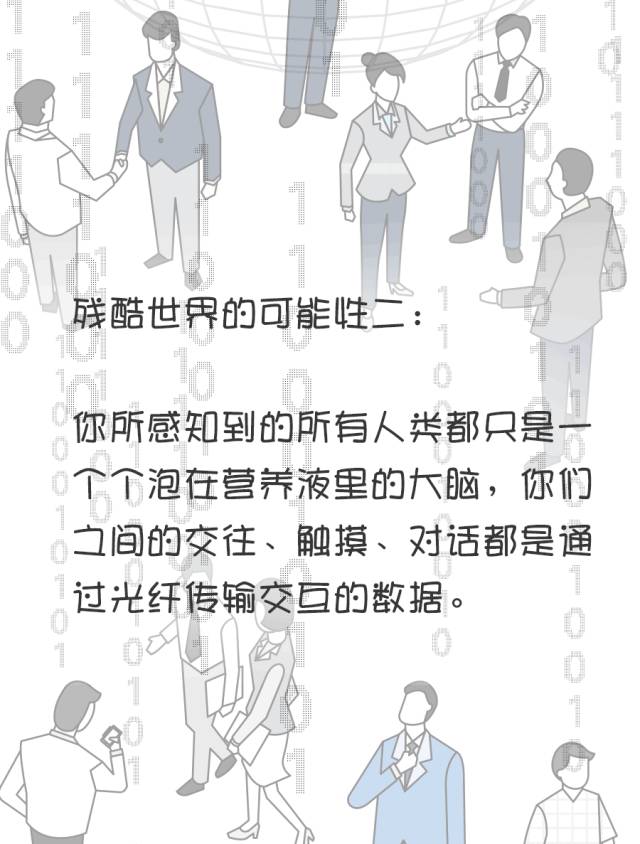 残酷世界的可能性二：
你所感知到的所有人类都只是一
个个泡在营养液里的大脑，你们
之间的交往、触摸、对话都是通
过光纤传输交互的数据。